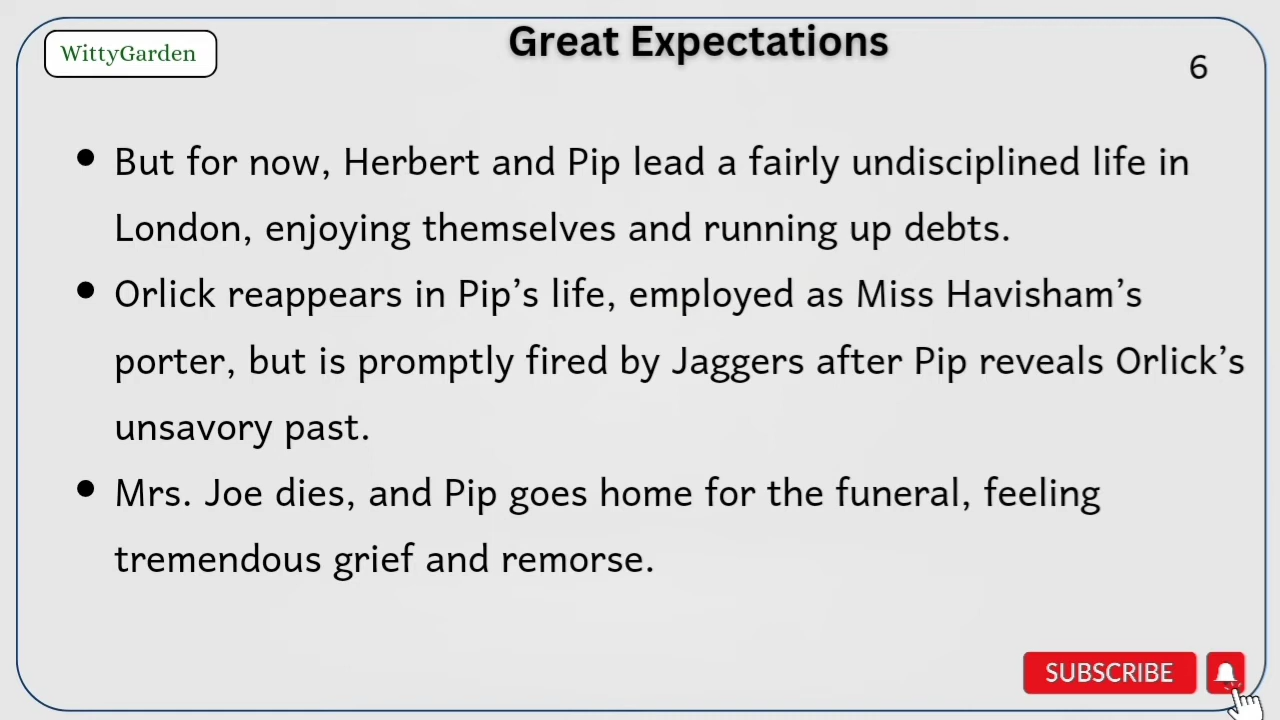 WittyGarden
Great Expectations
6
• But for now, Herbert and Pip lead a fairly undisciplined life in
London, enjoying themselves and running up debts.
• Orlick reappears in Pip’s life, employed as Miss Havisham’s
porter, but is promptly fired by Jaggers after Pip reveals Orlick’s
unsavory past.
• Mrs. Joe dies, and Pip goes home for the funeral, feeling
tremendous grief and remorse.
SUBSCRIBE